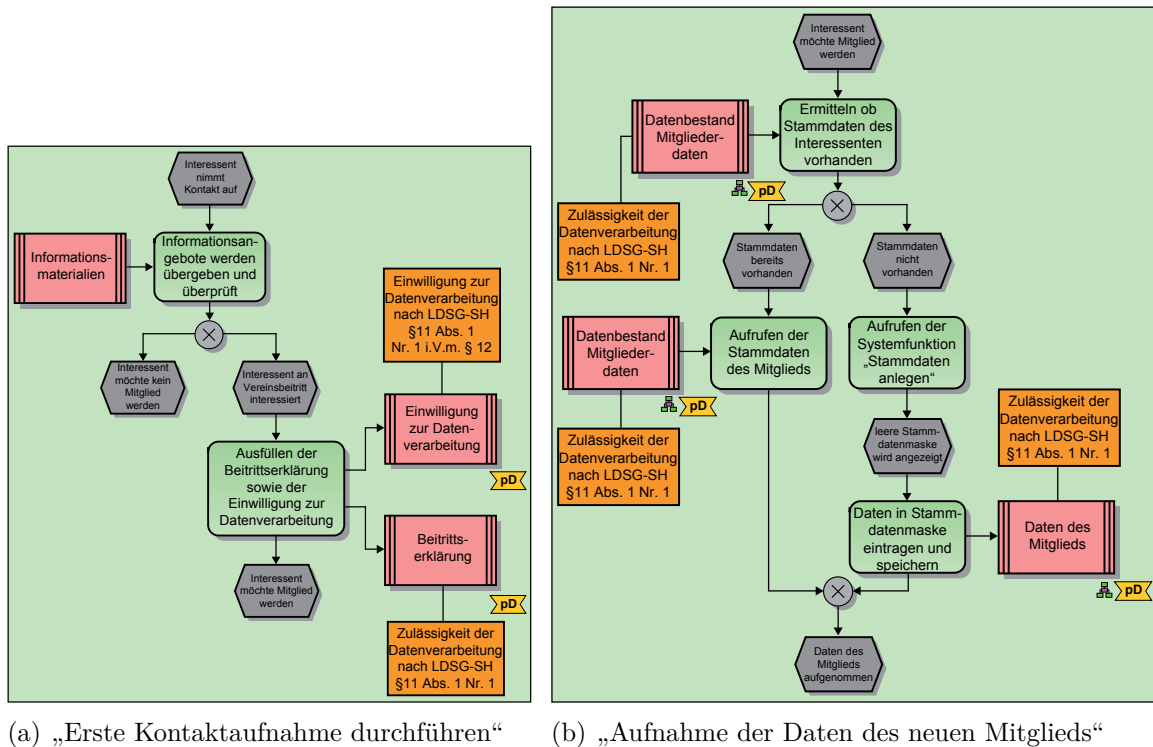 Interessent
nimmt
Kontakt auf
Informations-
materialien
Informationsan-
gebote werden
übergeben und
überprüft
Einwilligung zur
Datenverarbeitung
nach LDSG-SH
§11 Abs. 1
Nr. 1 i.V.m. § 12
Interessent
möchte kein
Mitglied
werden
Interessent an
Vereinsbeitritt
interessiert
Einwilligung
zur Daten-
verarbeitung
pD
Ausfüllen der
Beitrittserklärung
sowie der
Einwilligung zur
Datenverarbeitung
Beitritts-
erklärung
pD
Interessent
möchte Mitglied
werden
Zulässigkeit der
Datenverarbeitung
nach LDSG-SH
§11 Abs. 1 Nr. 1
(a) „Erste Kontaktaufnahme durchführen“
Interessent
möchte Mitglied
werden
Datenbestand
Mitglieder-
daten
pD
Ermitteln ob
Stammdaten des
Interessenten
vorhanden
Zulässigkeit der
Datenverarbeitung
nach LDSG-SH
§11 Abs. 1 Nr. 1
Stammdaten
bereits
vorhanden
Stammdaten
nicht
vorhanden
Datenbestand
Mitglieder-
daten
pD
Aufrufen der
Stammdaten
des Mitglieds
Aufrufen der
Systemfunktion
„Stammdaten
anlegen“
Zulässigkeit der
Datenverarbeitung
nach LDSG-SH
§11 Abs. 1 Nr. 1
leere Stamm-
datenmaske
wird angezeigt
Zulässigkeit der
Datenverarbeitung
nach LDSG-SH
§11 Abs. 1 Nr. 1
Daten in Stamm-
datenmaske
eintragen und
speichern
Daten des
Mitglieds
pD
Daten des
Mitglieds
aufgenommen
(b) „Aufnahme der Daten des neuen Mitglieds“